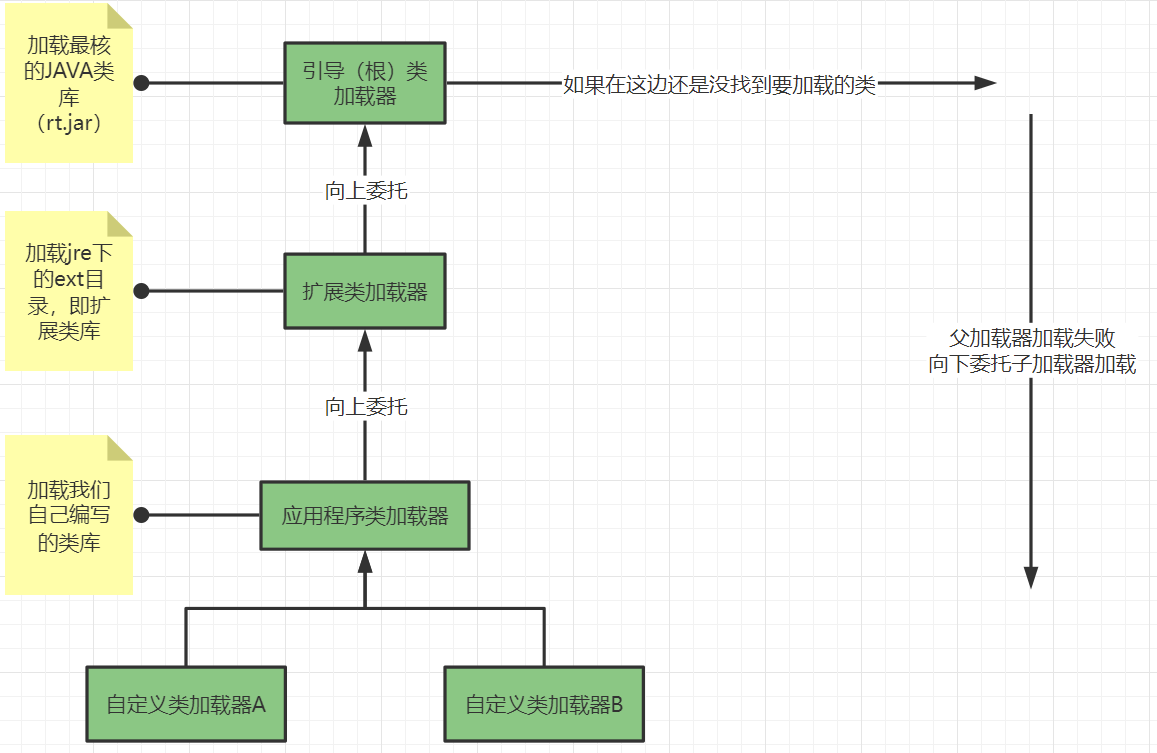 加载最核
的JAVA类
库
（rt.jar）
引导（根）类
加载器
如果在这边还是没找到要加载的类
向上委托
加载jre下
的ext目
录，即扩
展类库
扩展类加载器
父加载器加载失败
向下委托子加载器加载
向上委托
加载我们
自己编写
的类库
应用程序类加载器
自定义类加载器A
自定义类加载器B